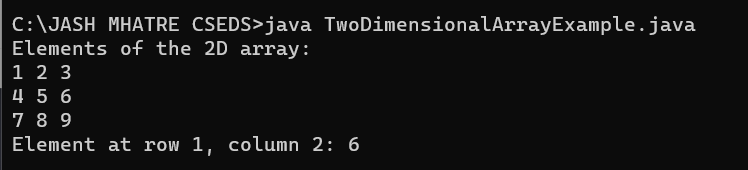 C:\JASH MHATRE CSEDS>java TwoDimensionalArrayExample.java
Elements of the 2D array:
1 2 3
4 5 6
7 8 9
Element at row 1, column 2: 6